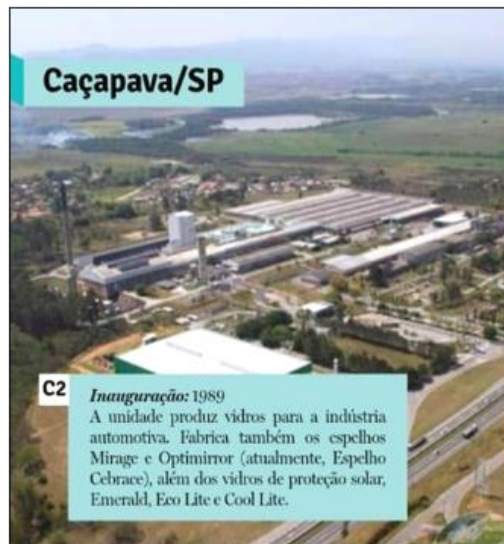 Caçapava/SP
C2
Inauguração: 1989
A unidade produz vidros para a indústria
automotiva. Fabrica também os espelhos
Mirage e Optimirror (atualmente, Espelho
Cebrace), além dos vidros de proteção solar,
Emerald, Eco Lite e Cool Lite.